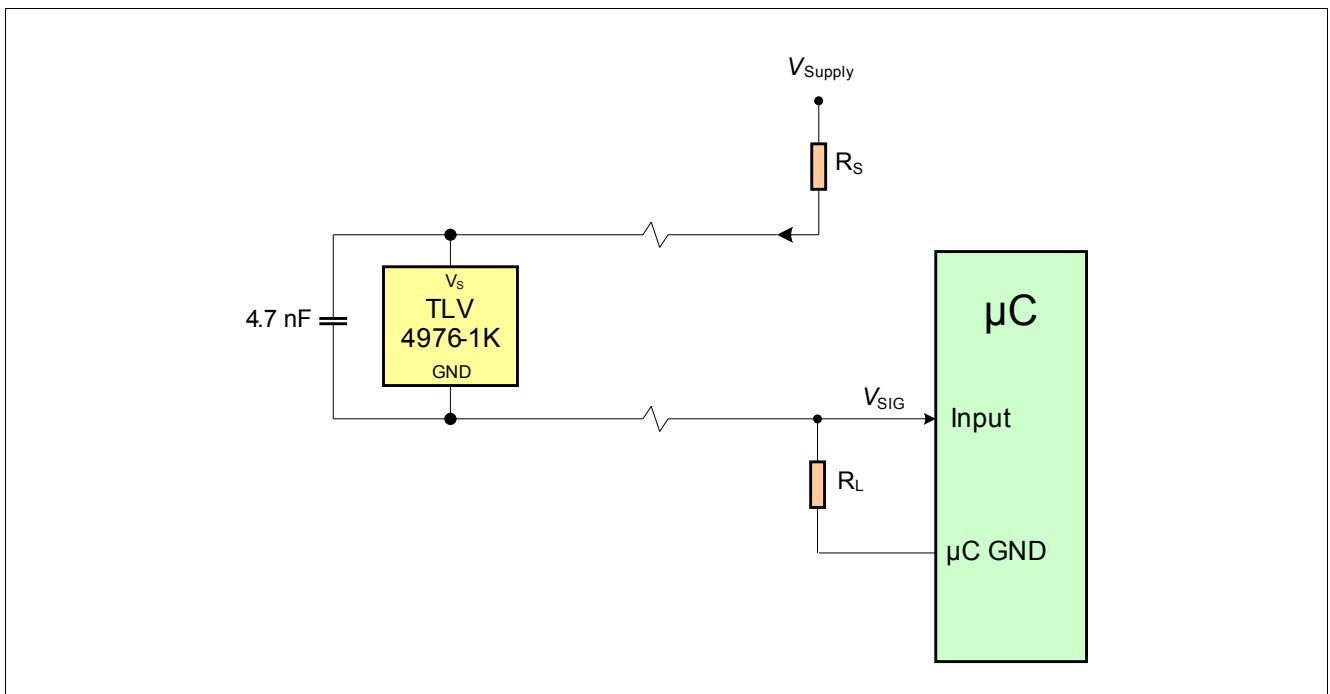 VSupply
RS
VS
TLV
4976-1K
GND
4.7 nF
µC
VSIG
Input
RL
µC GND